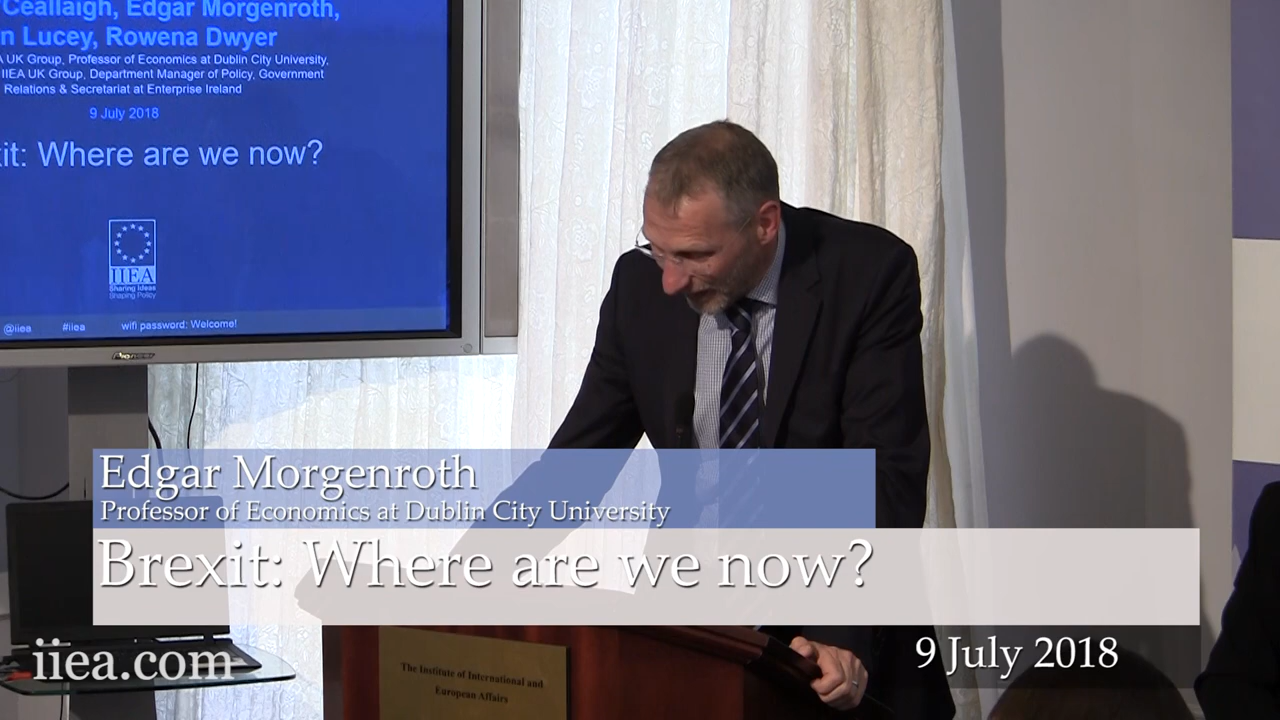 Ceallaigh, Edgar Morgenroth,
n Lucey, Rowena Dwyer
UK Group, Professor of Economics at Dublin City University,
IIEA UK Group, Department Manager of Policy, Government
Relations & Secretariat at Enterprise Ireland
9 July 2018
it: Where are we now?
IIEA
Sharing Ideas
Shaping Policy
@iiea #iiea wifi password: Welcome!
Pioneer
Edgar Morgenroth
Professor of Economics at Dublin City University
Brexit: Where are we now?
iiea.com
9 July 2018
The Institute of International and
European Affairs